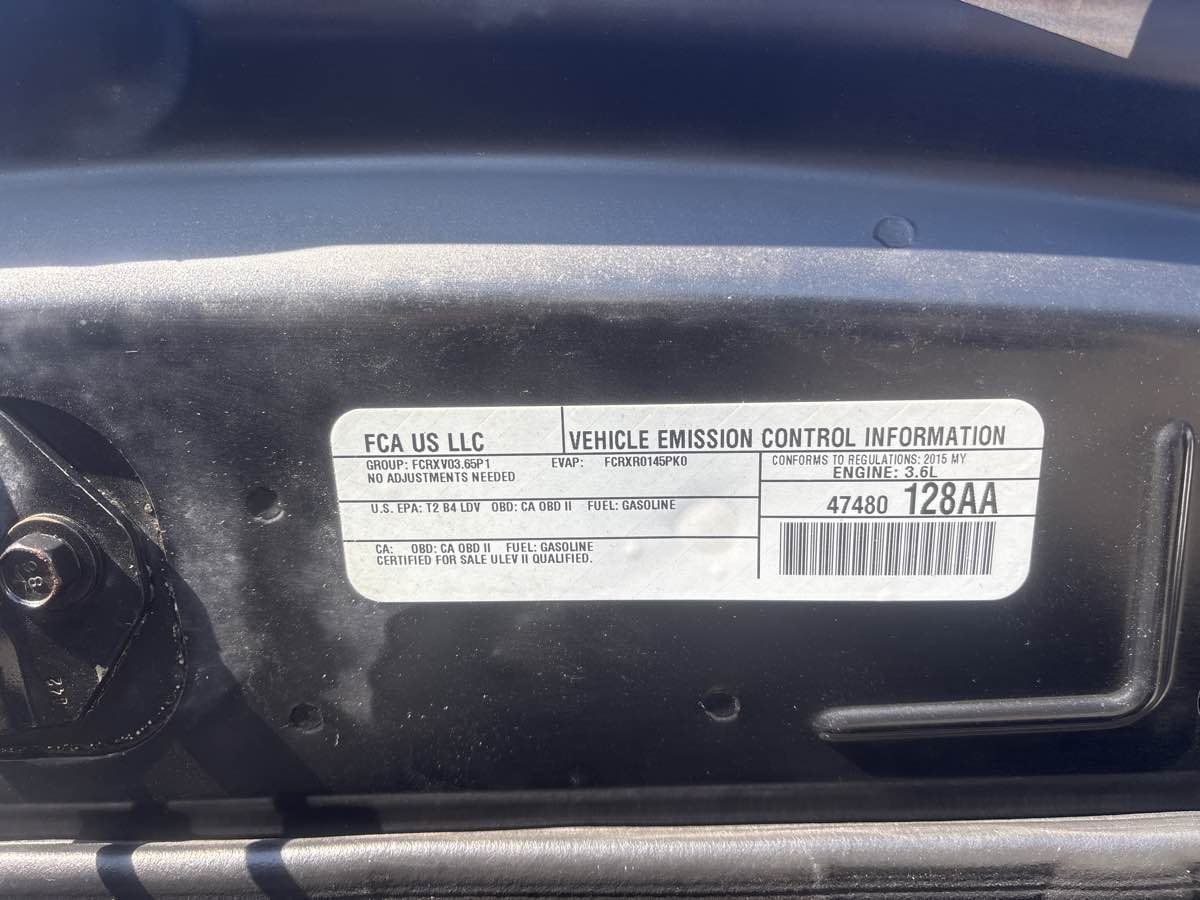 FCA US LLC
VEHICLE EMISSION CONTROL INFORMATION
GROUP: FCRXV03.65P1 EVAP: FCRXR0145PK0
NO ADJUSTMENTS NEEDED
CONFORMS TO REGULATIONS: 2015 MY
ENGINE: 3.6L
U.S. EPA: T2 B4 LDV OBD: CA OBD II FUEL: GASOLINE
47480 128AA
CA: OBD: CA OBD II FUEL: GASOLINE
CERTIFIED FOR SALE ULEV II QUALIFIED.
8
842